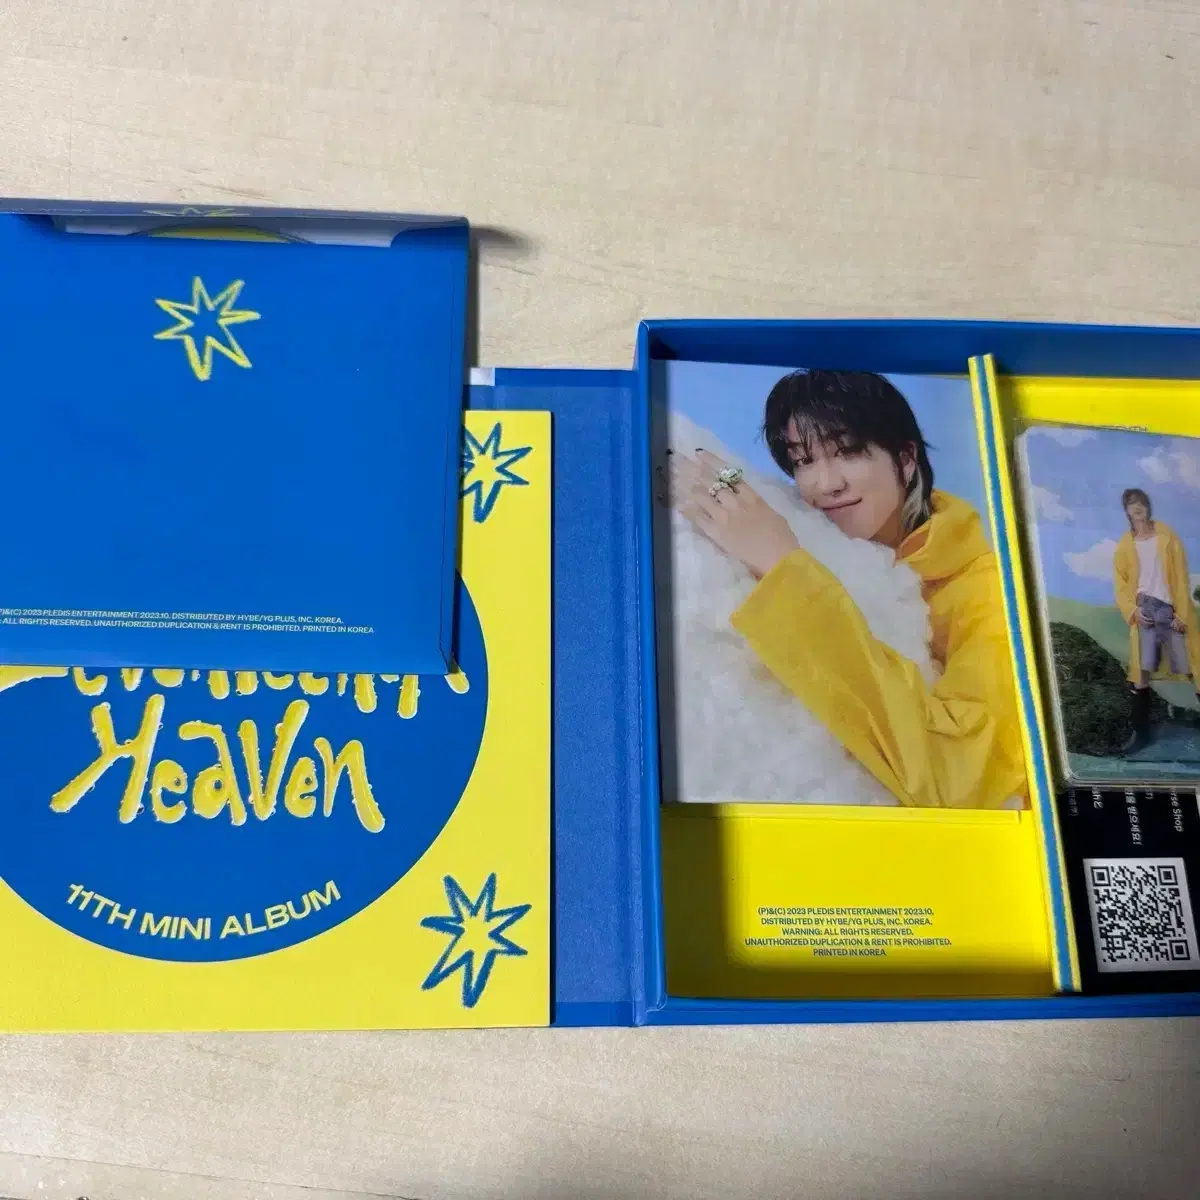 (P)&(C) 2023 PLEDIS ENTERTAINMENT 2023.10. DISTRIBUTED BY HYBE/YG PLUS, INC. KOREA.
ALL RIGHTS RESERVED. UNAUTHORIZED DUPLICATION & RENT IS PROHIBITED. PRINTED IN KOREA
Heaven
11TH MINI ALBUM
(P)&(C) 2023 PLEDIS ENTERTAINMENT 2023.10.
DISTRIBUTED BY HYBE/YG PLUS, INC. KOREA.
WARNING: ALL RIGHTS RESERVED.
UNAUTHORIZED DUPLICATION & RENT IS PROHIBITED.
PRINTED IN KOREA
Shop